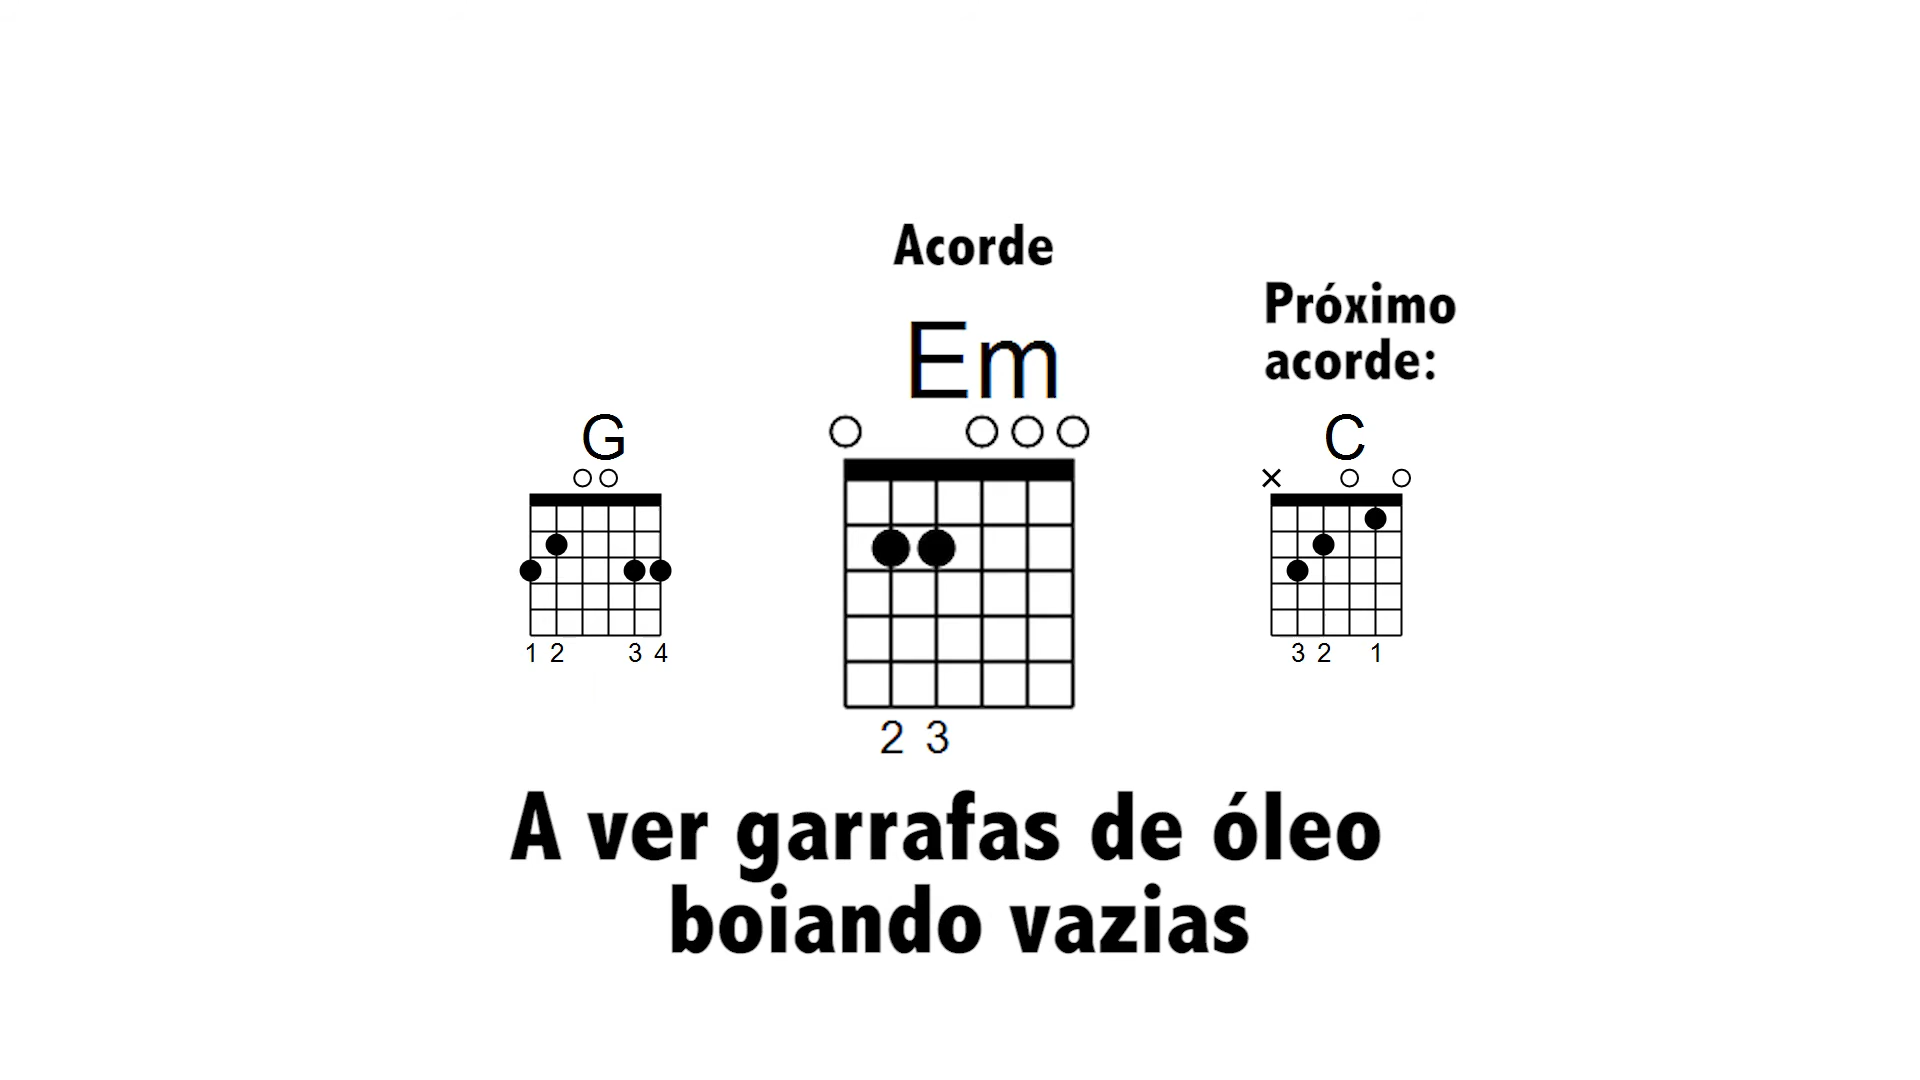 Acorde
Em
Próximo
acorde:
G
C
1 2 3 4
2 3
3 2 1
A ver garrafas de óleo
boiando vazias